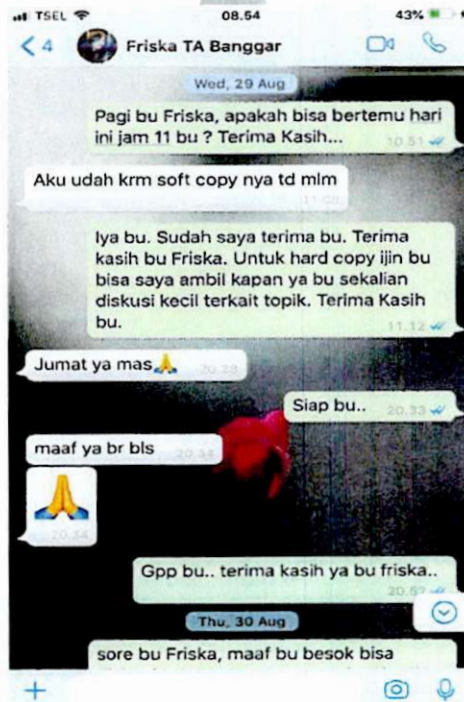 TSEL 08.54 43%
4 Friska TA Banggar
Wed, 29 Aug
Pagi bu Friska, apakah bisa bertemu hari
ini jam 11 bu ? Terima Kasih...
10.51
Aku udah krm soft copy nya td mlm
11.08
Iya bu. Sudah saya terima bu. Terima
kasih bu Friska. Untuk hard copy ijin bu
bisa saya ambil kapan ya bu sekalian
diskusi kecil terkait topik. Terima Kasih
bu.
11.12
Jumat ya mas🙏 20.33
Siap bu.. 20.33
maaf ya br bls 20.34
🙏
20.34
Gpp bu.. terima kasih ya bu friska..
20.57
Thu, 30 Aug
sore bu Friska, maaf bu besok bisa